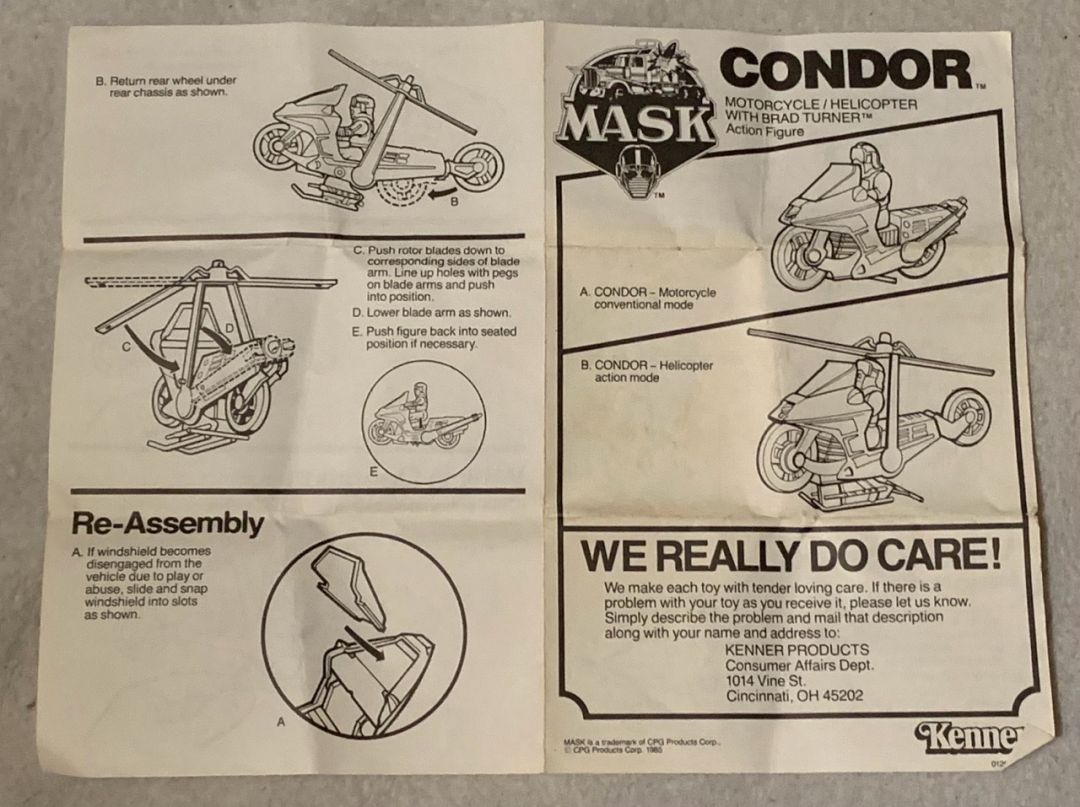 B. Return rear wheel under
rear chassis as shown.
B
C. Push rotor blades down to
corresponding sides of blade
arm. Line up holes with pegs
on blade arms and push
into position.
D. Lower blade arm as shown.
E. Push figure back into seated
position if necessary.
C
D
E
Re-Assembly
A. If windshield becomes
disengaged from the
vehicle due to play or
abuse, slide and snap
windshield into slots
as shown.
A
MASK
TM
CONDOR TM
MOTORCYCLE / HELICOPTER
WITH BRAD TURNER™
Action Figure
A. CONDOR – Motorcycle
conventional mode
B. CONDOR – Helicopter
action mode
WE REALLY DO CARE!
We make each toy with tender loving care. If there is a
problem with your toy as you receive it, please let us know.
Simply describe the problem and mail that description
along with your name and address to:
KENNER PRODUCTS
Consumer Affairs Dept.
1014 Vine St.
Cincinnati, OH 45202
MASK is a trademark of CPG Products Corp.
© CPG Products Corp. 1985
Kenner